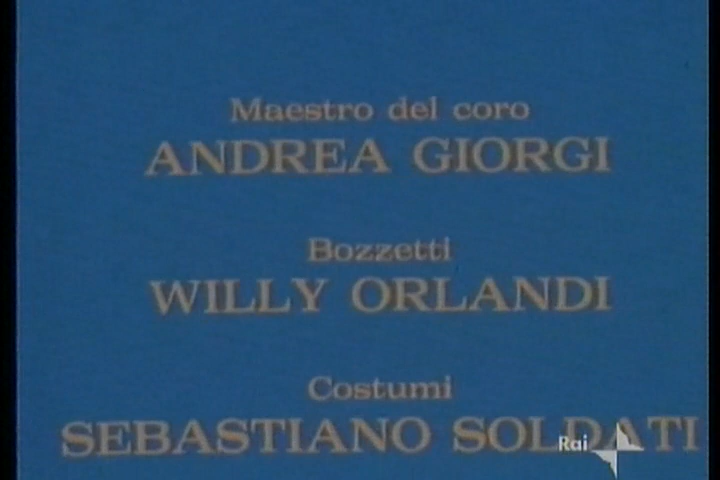 Maestro del coro
ANDREA GIORGI
Bozzetti
WILLY ORLANDI
Costumi
SEBASTIANO SOLDATI
Rai